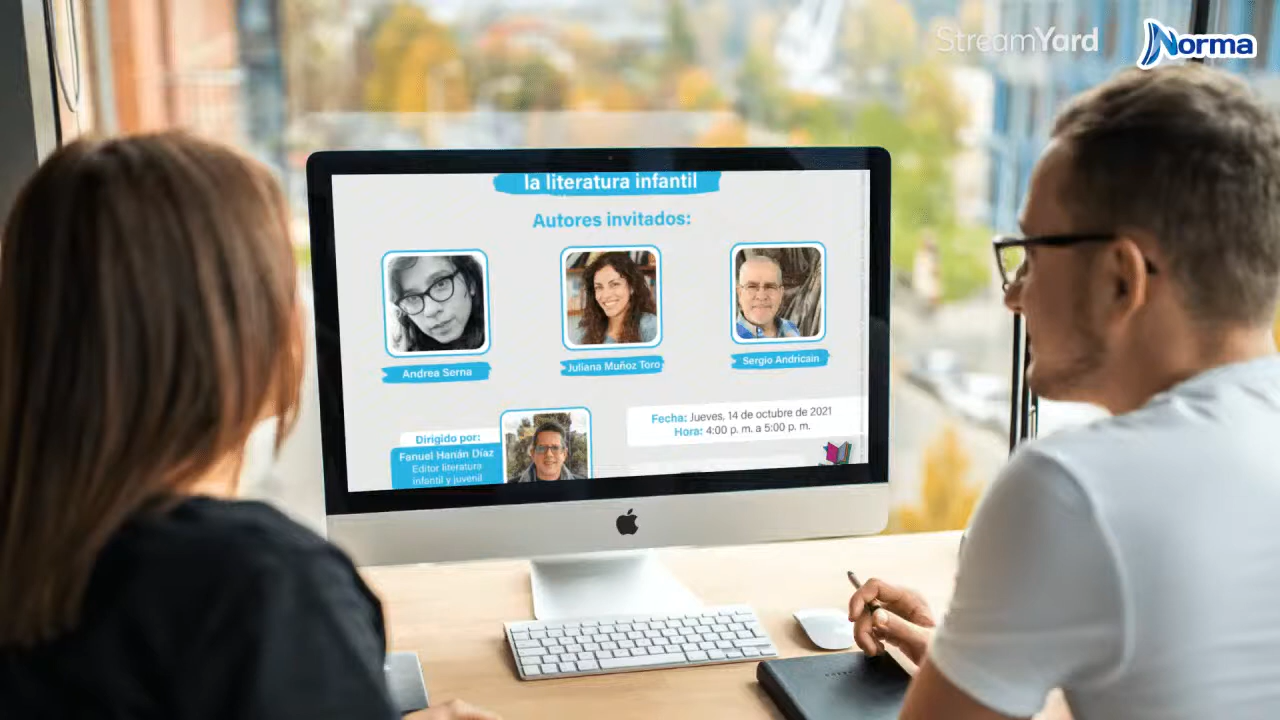 StreamYard
Norma
la literatura infantil
Autores invitados:
Andrea Serna
Juliana Muñoz Toro
Sergio Andricaín
Dirigido por:
Fanuel Hanán Díaz
Editor literatura
infantil y juvenil
Fecha: Jueves, 14 de octubre de 2021
Hora: 4:00 p. m. a 5:00 p. m.